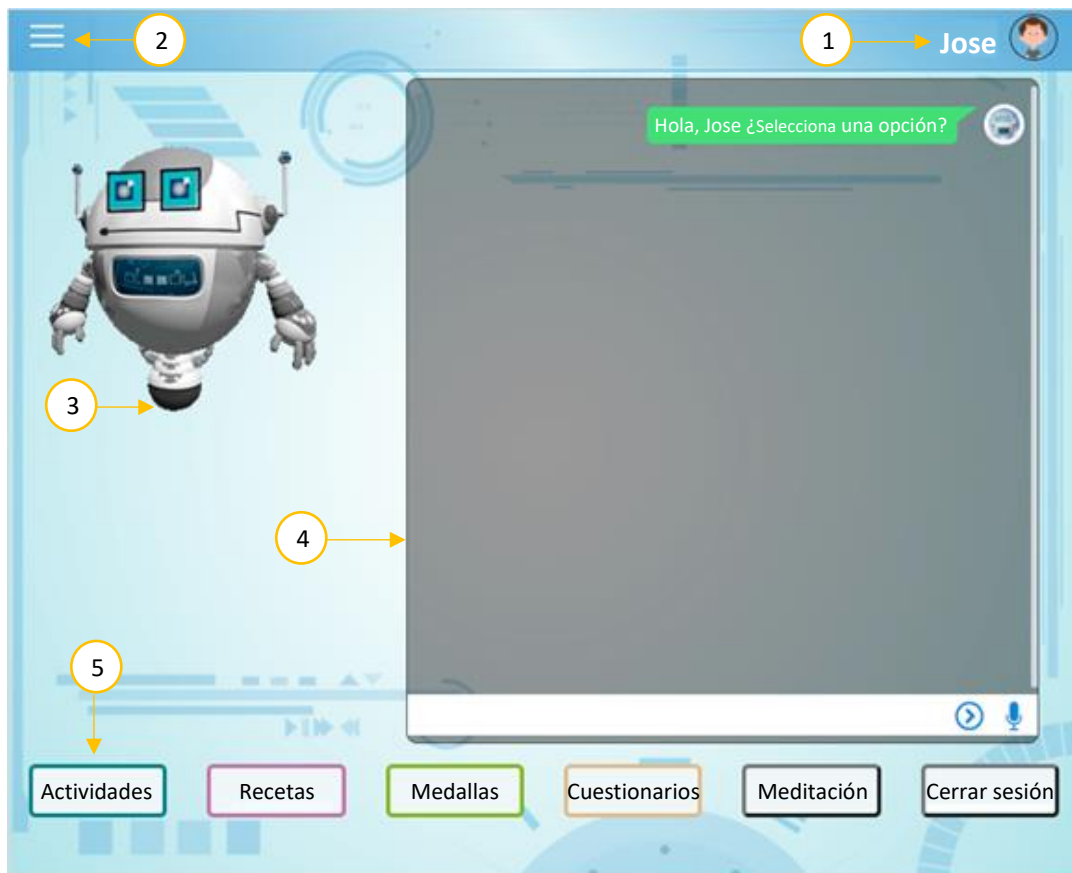 2
1
Jose
Hola, Jose ¿Selecciona una opción?
3
4
5
Actividades
Recetas
Medallas
Cuestionarios
Meditación
Cerrar sesión